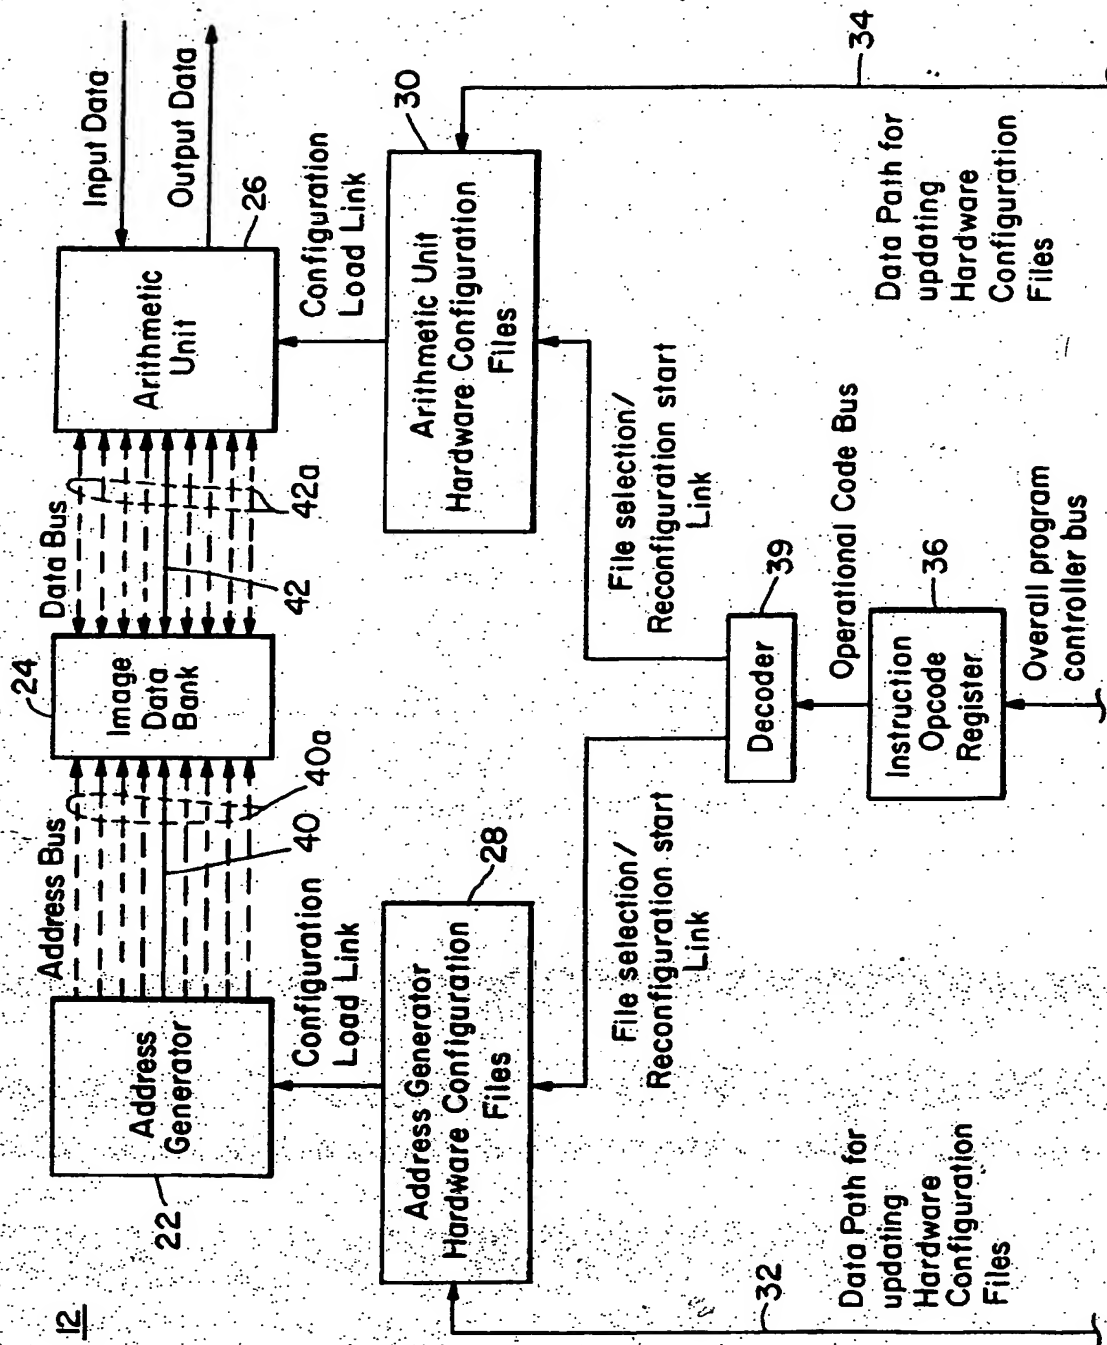 12
22
Address
Generator
Address Bus
40
40a
24
Image
Data
Bank
Data Bus
42
42a
Arithmetic
Unit
26
Input Data
Output Data
Configuration
Load Link
Configuration
Load Link
28
Address Generator
Hardware Configuration
Files
30
Arithmetic Unit
Hardware Configuration
Files
File selection/
Reconfiguration start
Link
File selection/
Reconfiguration start
Link
32
Data Path for
updating
Hardware
Configuration
Files
39
Decoder
Operational Code Bus
36
Instruction
Opcode
Register
Overall program
controller bus
34
Data Path for
updating
Hardware
Configuration
Files